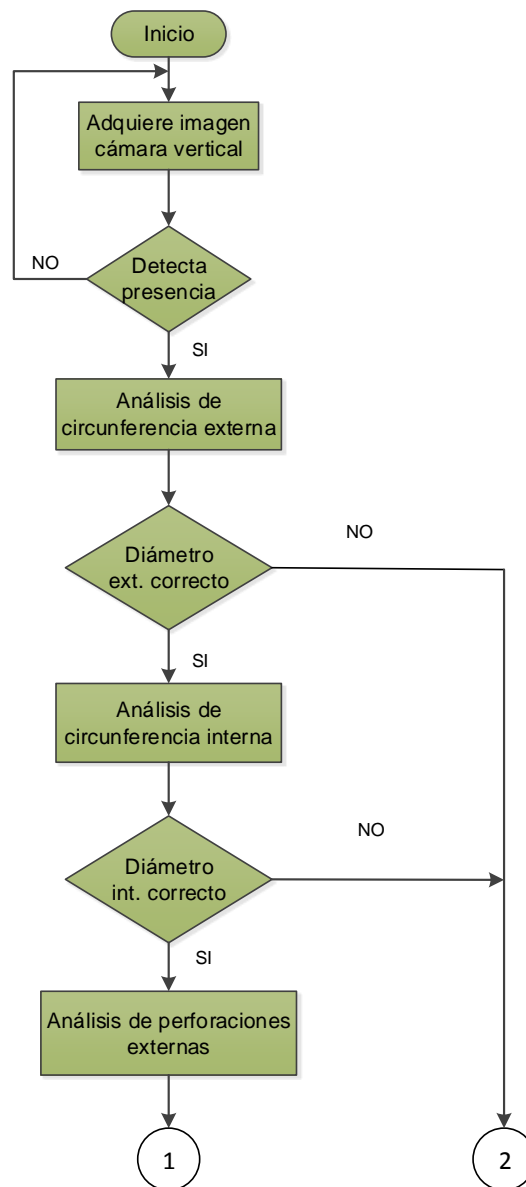 Inicio
Adquiere imagen
cámara vertical
NO
Detecta
presencia
SI
Análisis de
circunferencia externa
NO
Diámetro
ext. correcto
SI
Análisis de
circunferencia interna
NO
Diámetro
int. correcto
SI
Análisis de perforaciones
externas
1
2